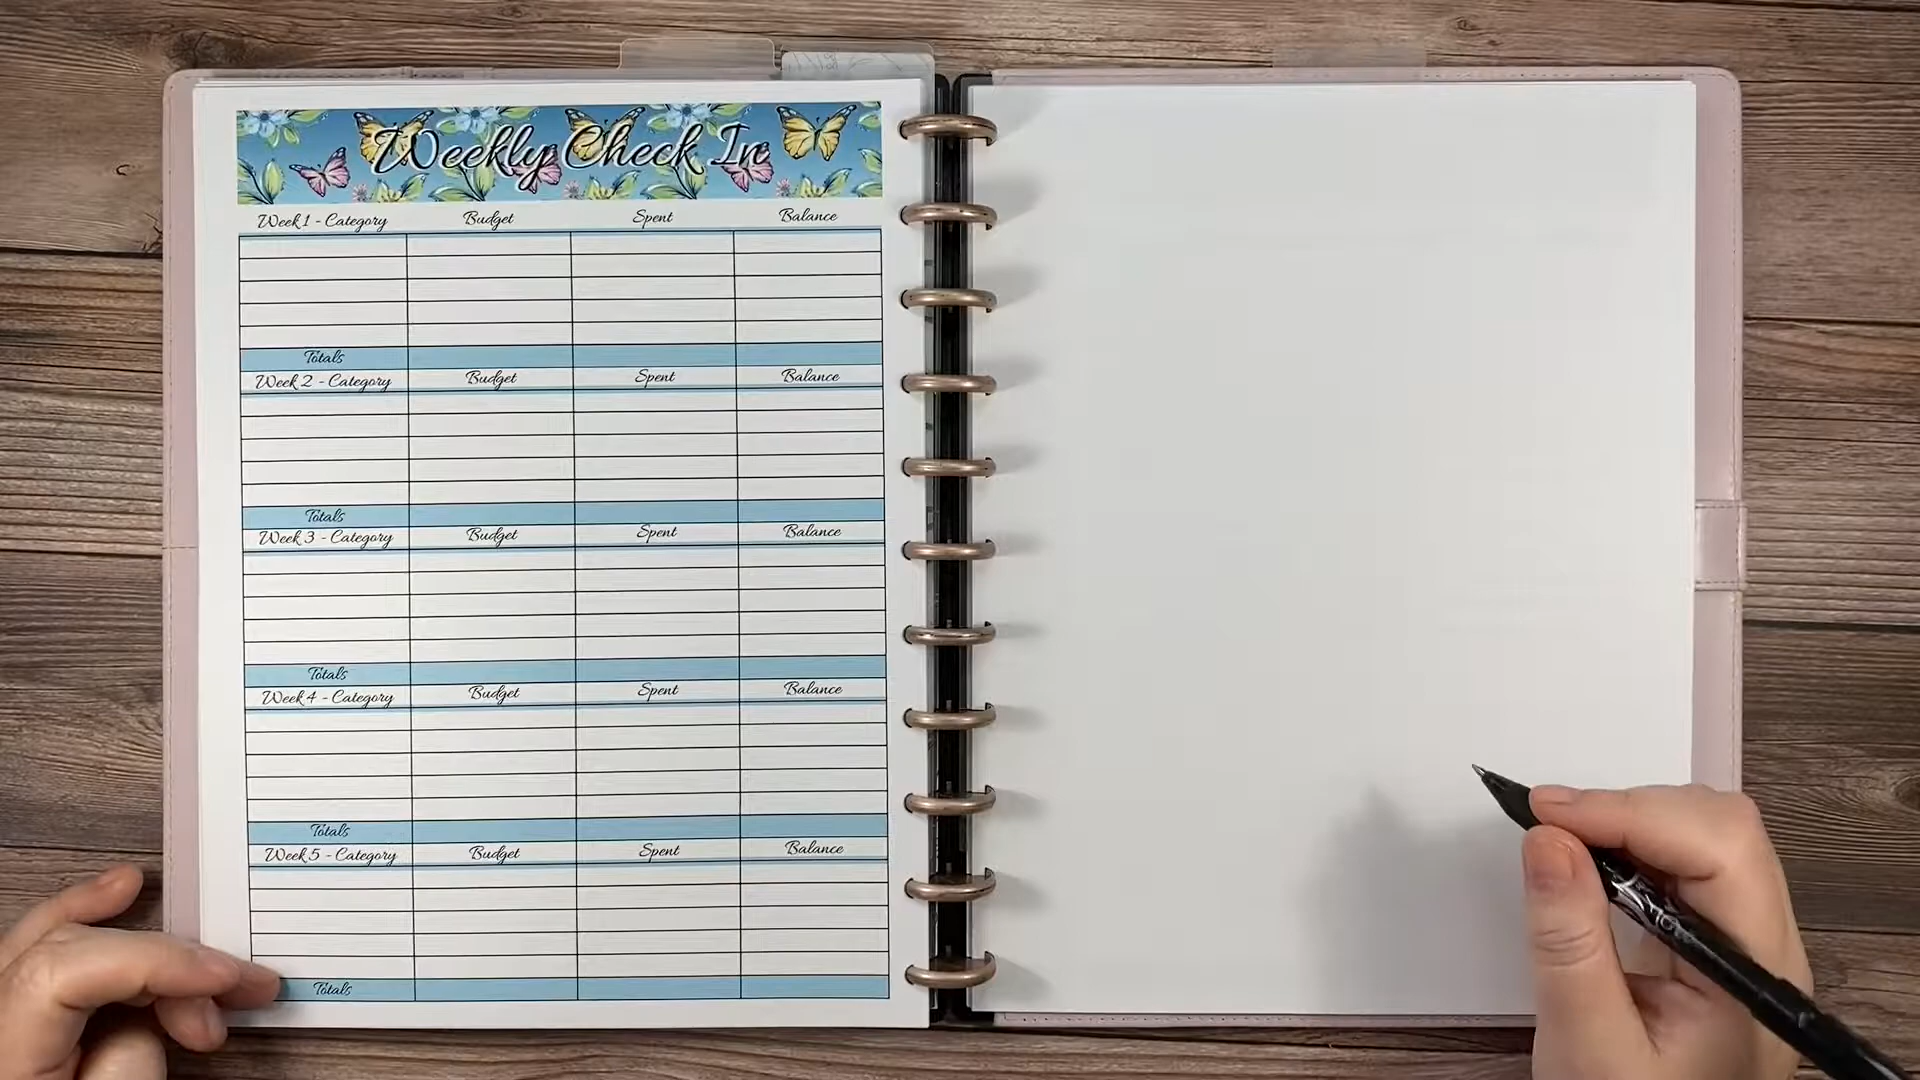 Weekly Check In
Week 1 - Category Budget Spent Balance
Totals
Week 2 - Category Budget Spent Balance
Totals
Week 3 - Category Budget Spent Balance
Totals
Week 4 - Category Budget Spent Balance
Totals
Week 5 - Category Budget Spent Balance
Totals